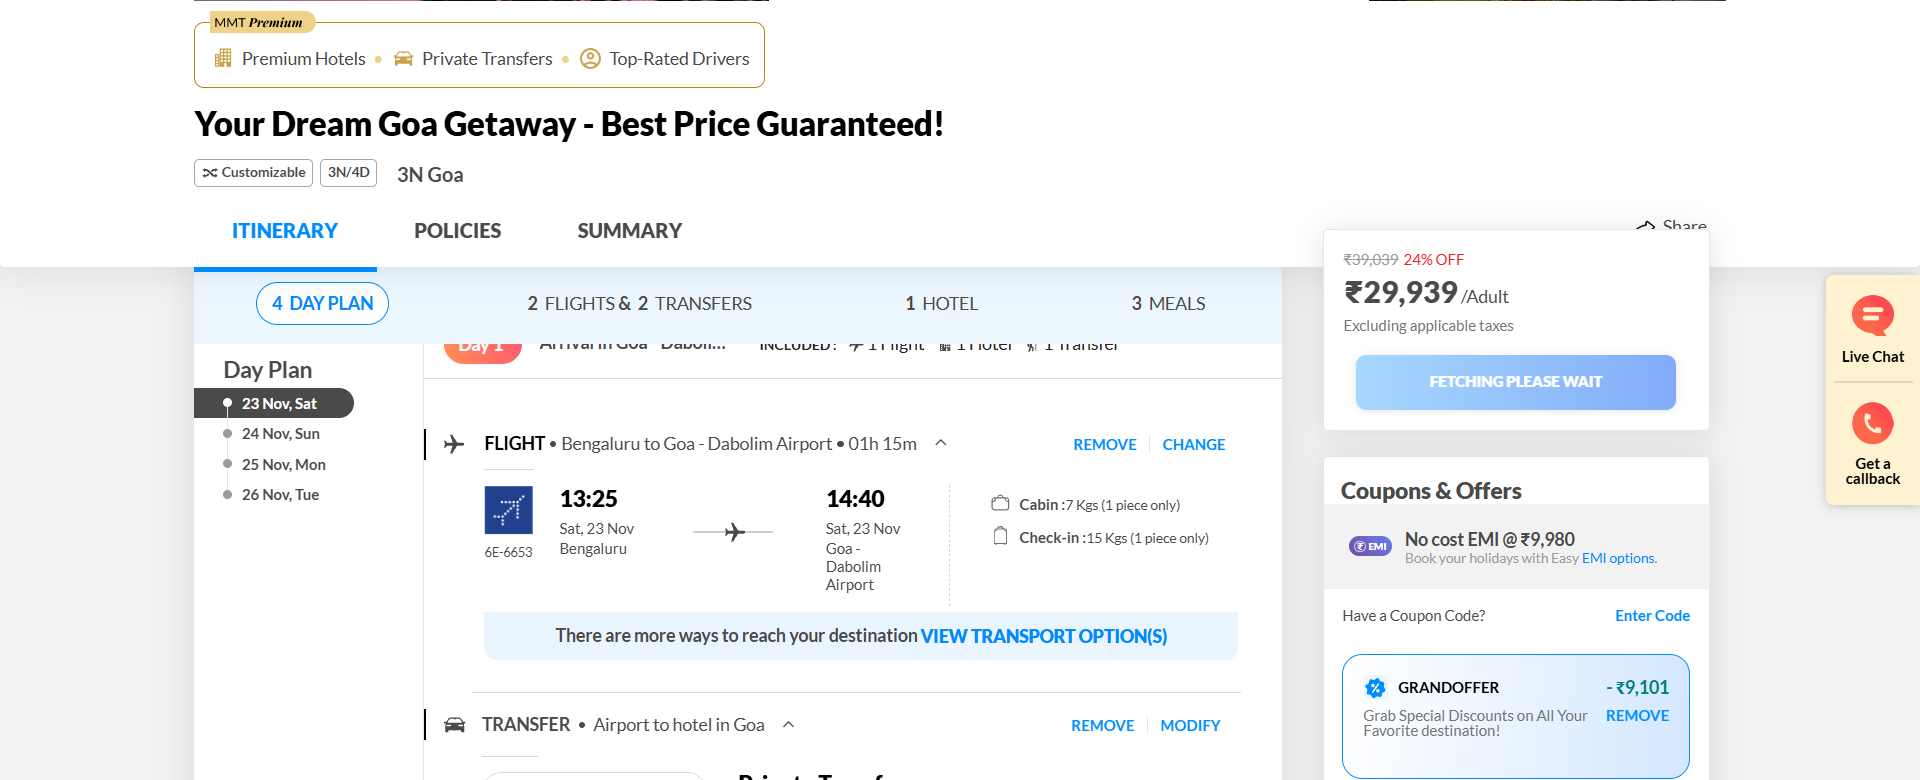 MMT Premium
Premium Hotels • Private Transfers • Top-Rated Drivers
Your Dream Goa Getaway - Best Price Guaranteed!
Customizable 3N/4D 3N Goa
ITINERARY POLICIES SUMMARY
Share
4 DAY PLAN 2 FLIGHTS & 2 TRANSFERS 1 HOTEL 3 MEALS
Day Plan
23 Nov, Sat
24 Nov, Sun
25 Nov, Mon
26 Nov, Tue
Day 1 Arrival in Goa - Daboli... INCLUDED: 1 Flight 1 Hotel 1 Transfer
FLIGHT • Bengaluru to Goa - Dabolim Airport • 01h 15m REMOVE CHANGE
6E-6653
13:25
Sat, 23 Nov
Bengaluru
14:40
Sat, 23 Nov
Goa -
Dabolim
Airport
Cabin :7 Kgs (1 piece only)
Check-in :15 Kgs (1 piece only)
There are more ways to reach your destination VIEW TRANSPORT OPTION(S)
TRANSFER • Airport to hotel in Goa REMOVE MODIFY
Private Transfer
₹39,039 24% OFF
₹29,939 /Adult
Excluding applicable taxes
FETCHING PLEASE WAIT
Coupons & Offers
₹ EMI
No cost EMI @ ₹9,980
Book your holidays with Easy EMI options.
Have a Coupon Code? Enter Code
GRANDOFFER - ₹9,101
Grab Special Discounts on All Your REMOVE
Favorite destination!
Live Chat
Get a
callback